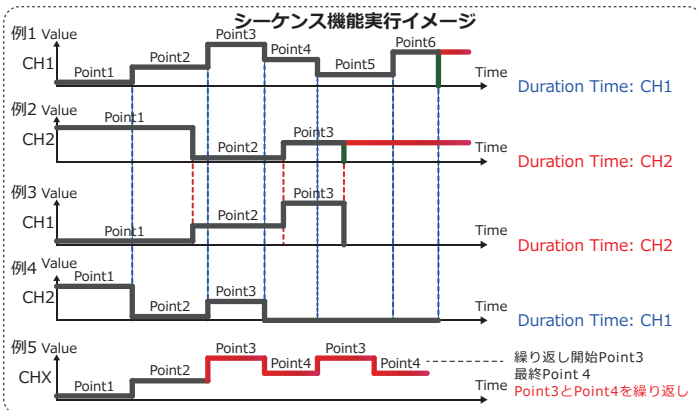 シーケンス機能実行イメージ
例1 Value
CH1
Point1
Point2
Point3
Point4
Point5
Point6
Time
Duration Time: CH1
例2 Value
CH2
Point1
Point2
Point3
Time
Duration Time: CH2
例3 Value
CH1
Point1
Point2
Point3
Time
Duration Time: CH2
例4 Value
CH2
Point1
Point2
Point3
Time
Duration Time: CH1
例5 Value
CHX
Point1
Point2
Point3
Point4
Point3
Point4
Time
繰り返し開始Point3
最終Point 4
Point3とPoint4を繰り返し